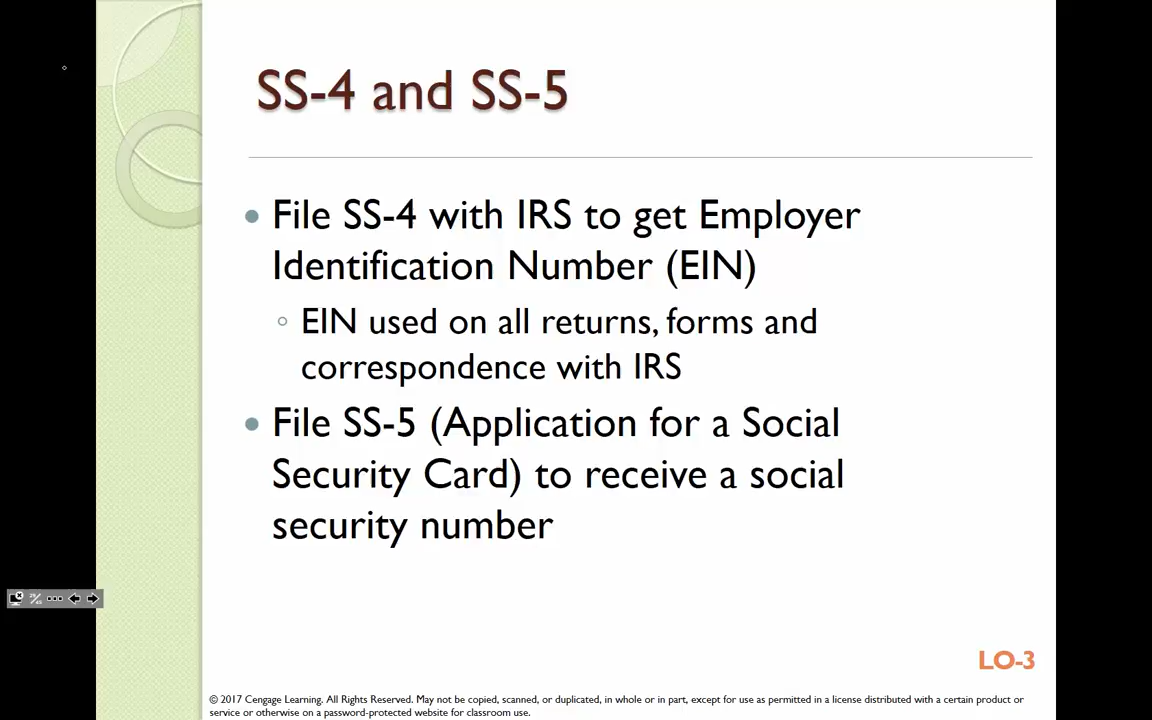 SS-4 and SS-5
File SS-4 with IRS to get Employer
Identification Number (EIN)
EIN used on all returns, forms and
correspondence with IRS
File SS-5 (Application for a Social
Security Card) to receive a social
security number
LO-3
© 2017 Cengage Learning. All Rights Reserved. May not be copied, scanned, or duplicated, in whole or in part, except for use as permitted in a license distributed with a certain product or
service or otherwise on a password-protected website for classroom use.